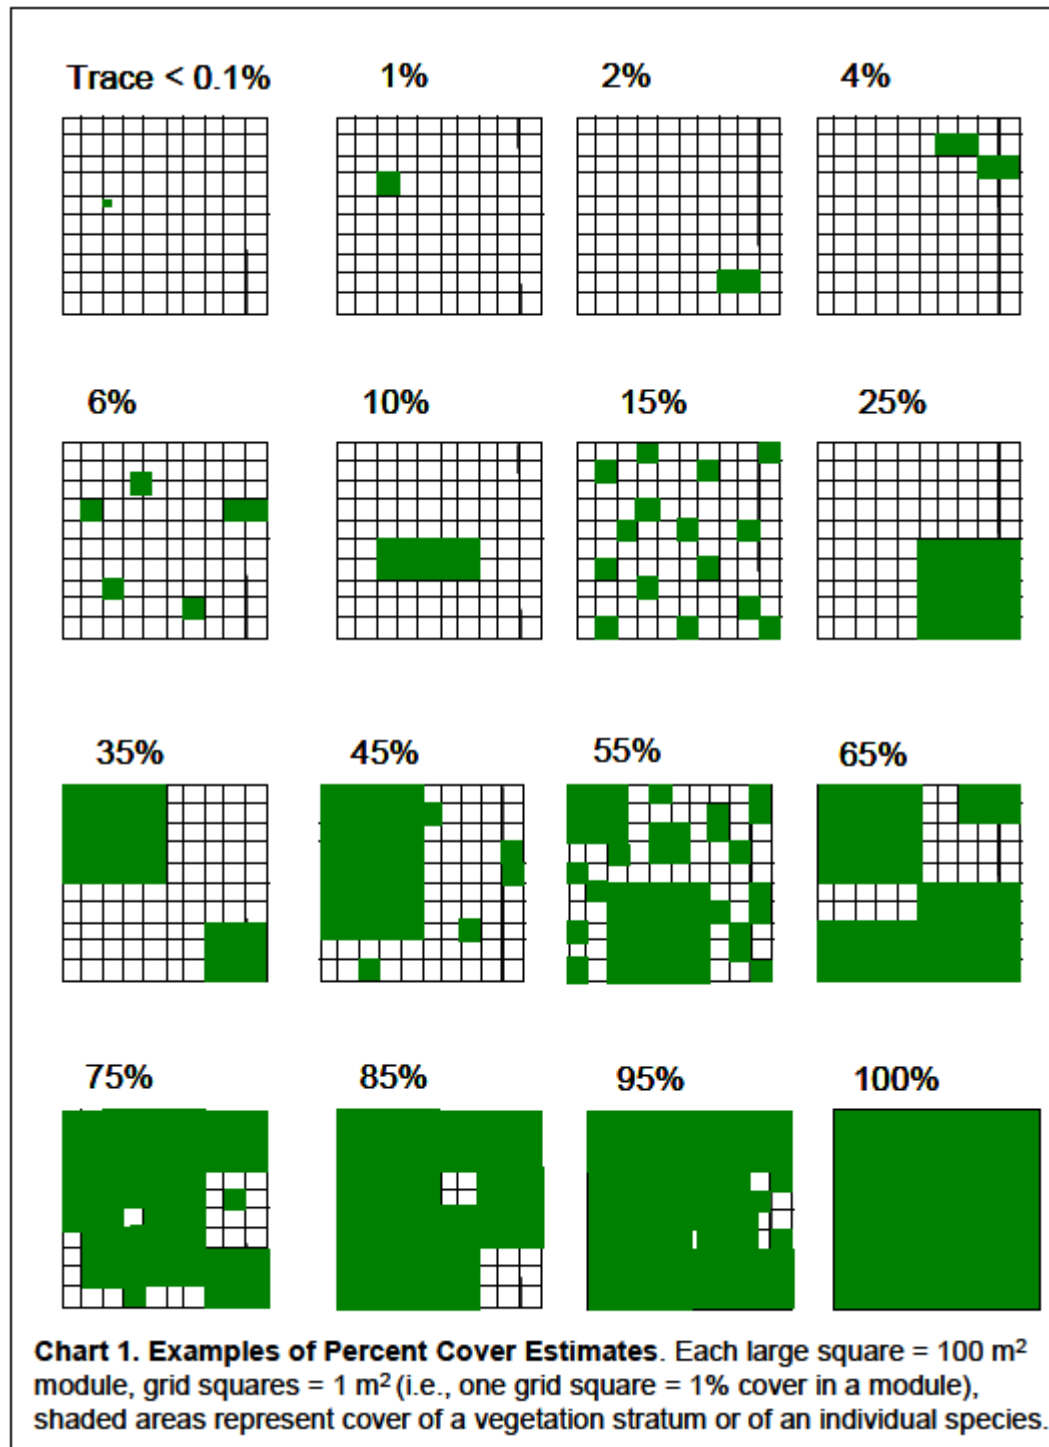 Trace < 0.1% 1% 2% 4%
6% 10% 15% 25%
35% 45% 55% 65%
75% 85% 95% 100%
Chart 1. Examples of Percent Cover Estimates. Each large square = 100 m²
module, grid squares = 1 m² (i.e., one grid square = 1% cover in a module),
shaded areas represent cover of a vegetation stratum or of an individual species.